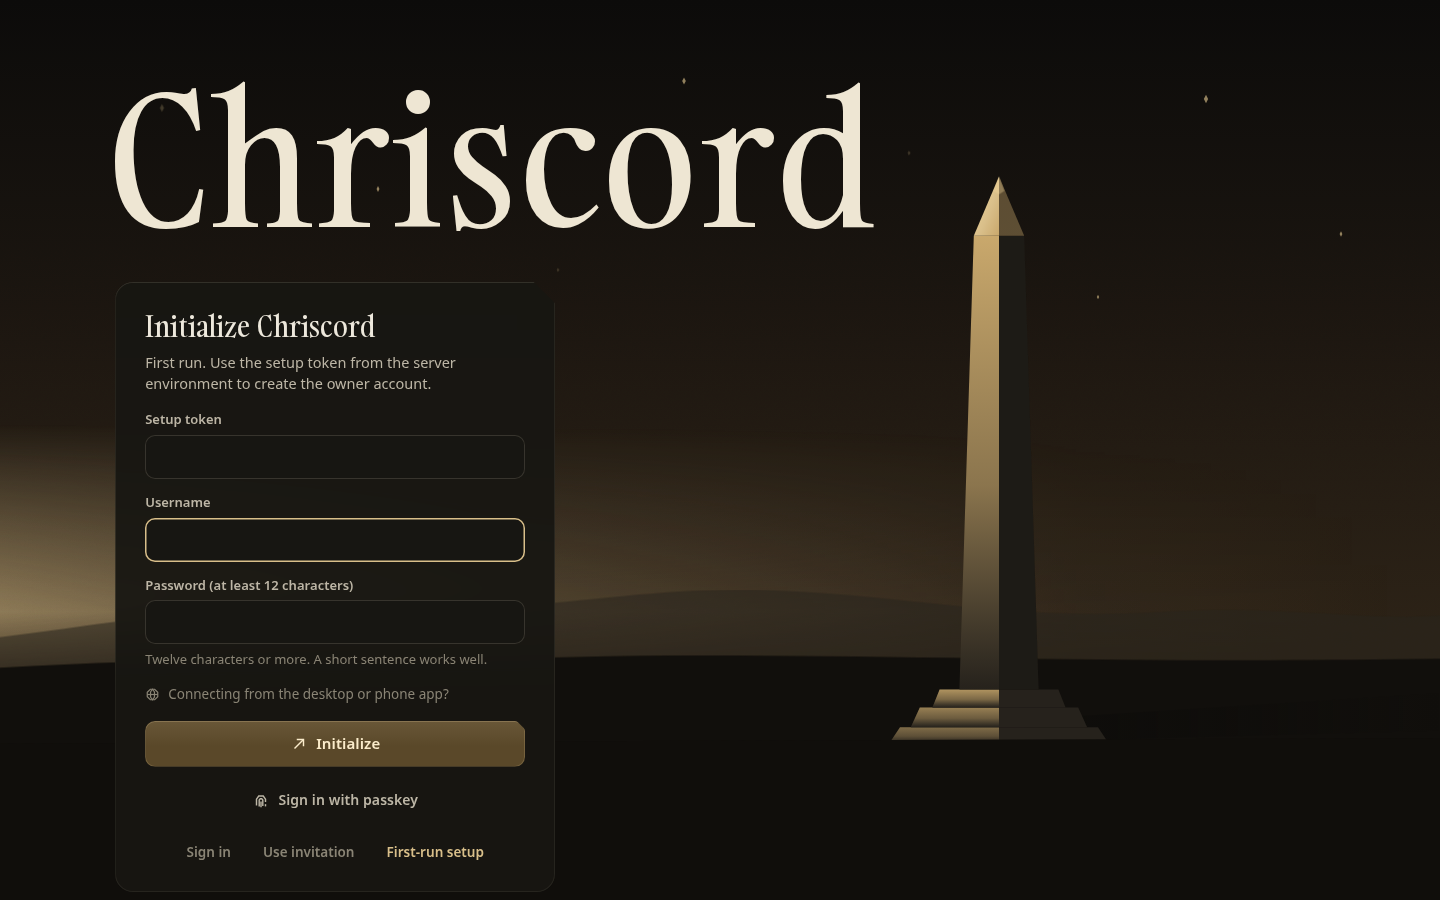 Chriscord
Initialize Chriscord
First run. Use the setup token from the server
environment to create the owner account.
Setup token
Username
Password (at least 12 characters)
Twelve characters or more. A short sentence works well.
Connecting from the desktop or phone app?
Initialize
Sign in with passkey
Sign in
Use invitation
First-run setup